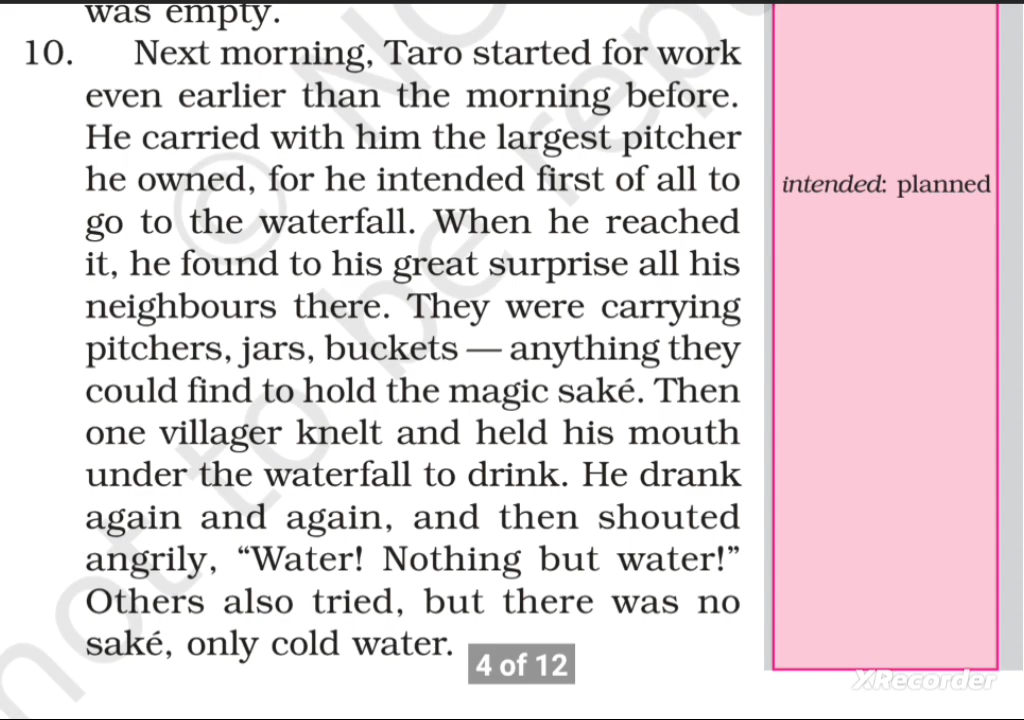 was empty.
10. Next morning, Taro started for work
even earlier than the morning before.
He carried with him the largest pitcher
he owned, for he intended first of all to
go to the waterfall. When he reached
it, he found to his great surprise all his
neighbours there. They were carrying
pitchers, jars, buckets — anything they
could find to hold the magic saké. Then
one villager knelt and held his mouth
under the waterfall to drink. He drank
again and again, and then shouted
angrily, “Water! Nothing but water!”
Others also tried, but there was no
saké, only cold water.
intended: planned
4 of 12
XRecorder
not to be rep